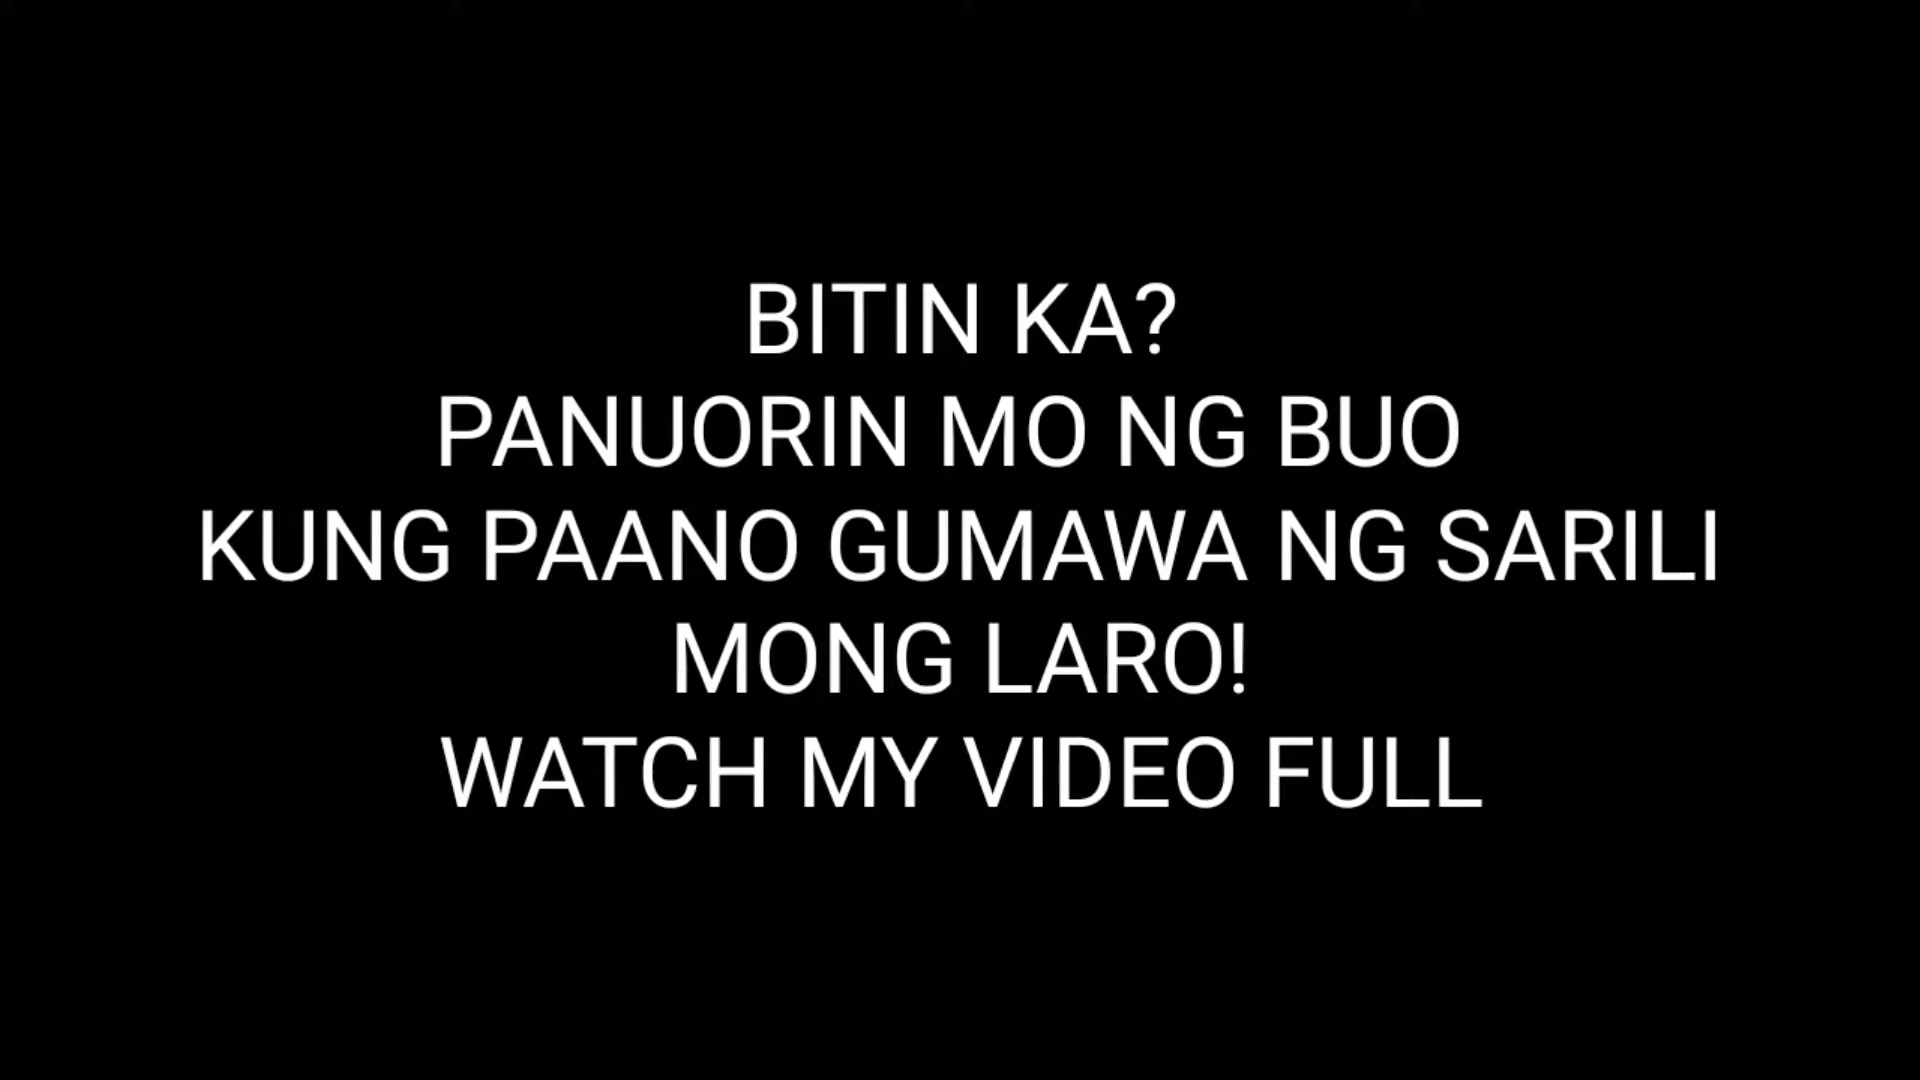 BITIN KA?
PANUORIN MO NG BUO
KUNG PAANO GUMAWA NG SARILI
MONG LARO!
WATCH MY VIDEO FULL